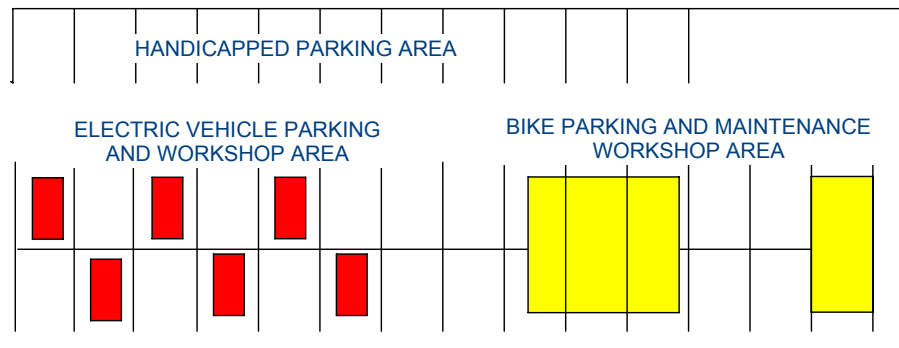 HANDICAPPED PARKING AREA
ELECTRIC VEHICLE PARKING
AND WORKSHOP AREA
BIKE PARKING AND MAINTENANCE
WORKSHOP AREA